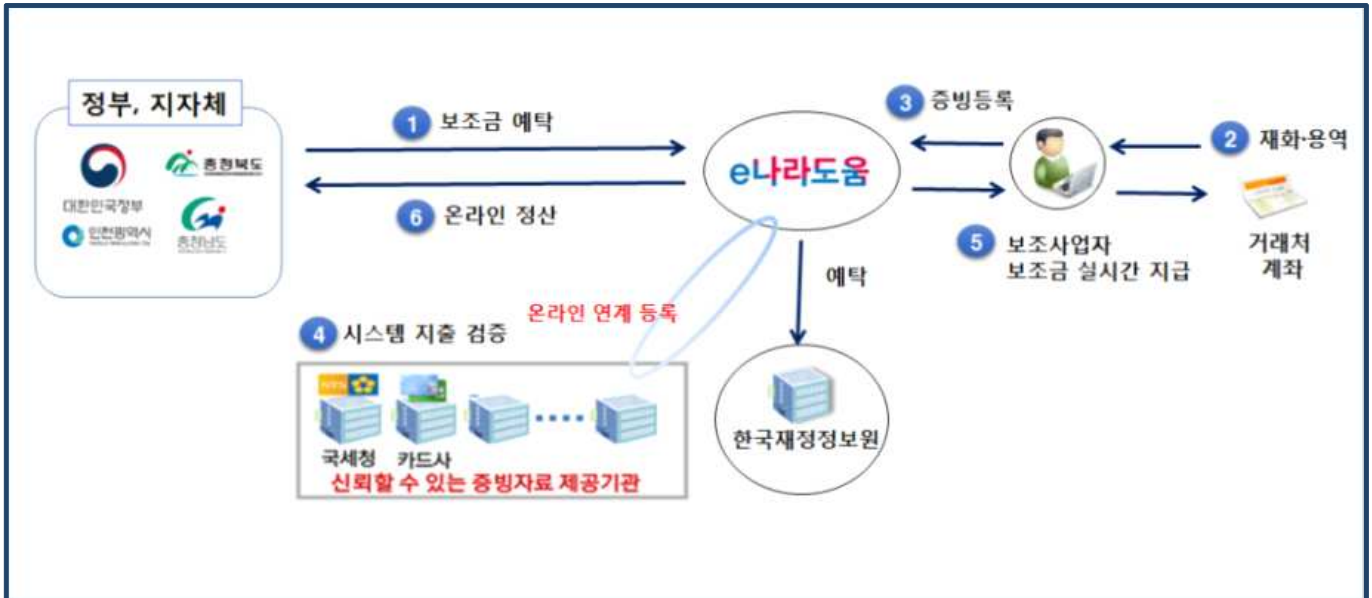 정부, 지자체
대한민국정부
충청북도
인천광역시
충청남도
1 보조금 예탁
6 온라인 정산
e나라도움
3 증빙등록
2 재화·용역
5 보조사업자
보조금 실시간 지급
거래처
계좌
예탁
온라인 연계 등록
4 시스템 지출 검증
국세청
카드사
신뢰할 수 있는 증빙자료 제공기관
한국재정정보원